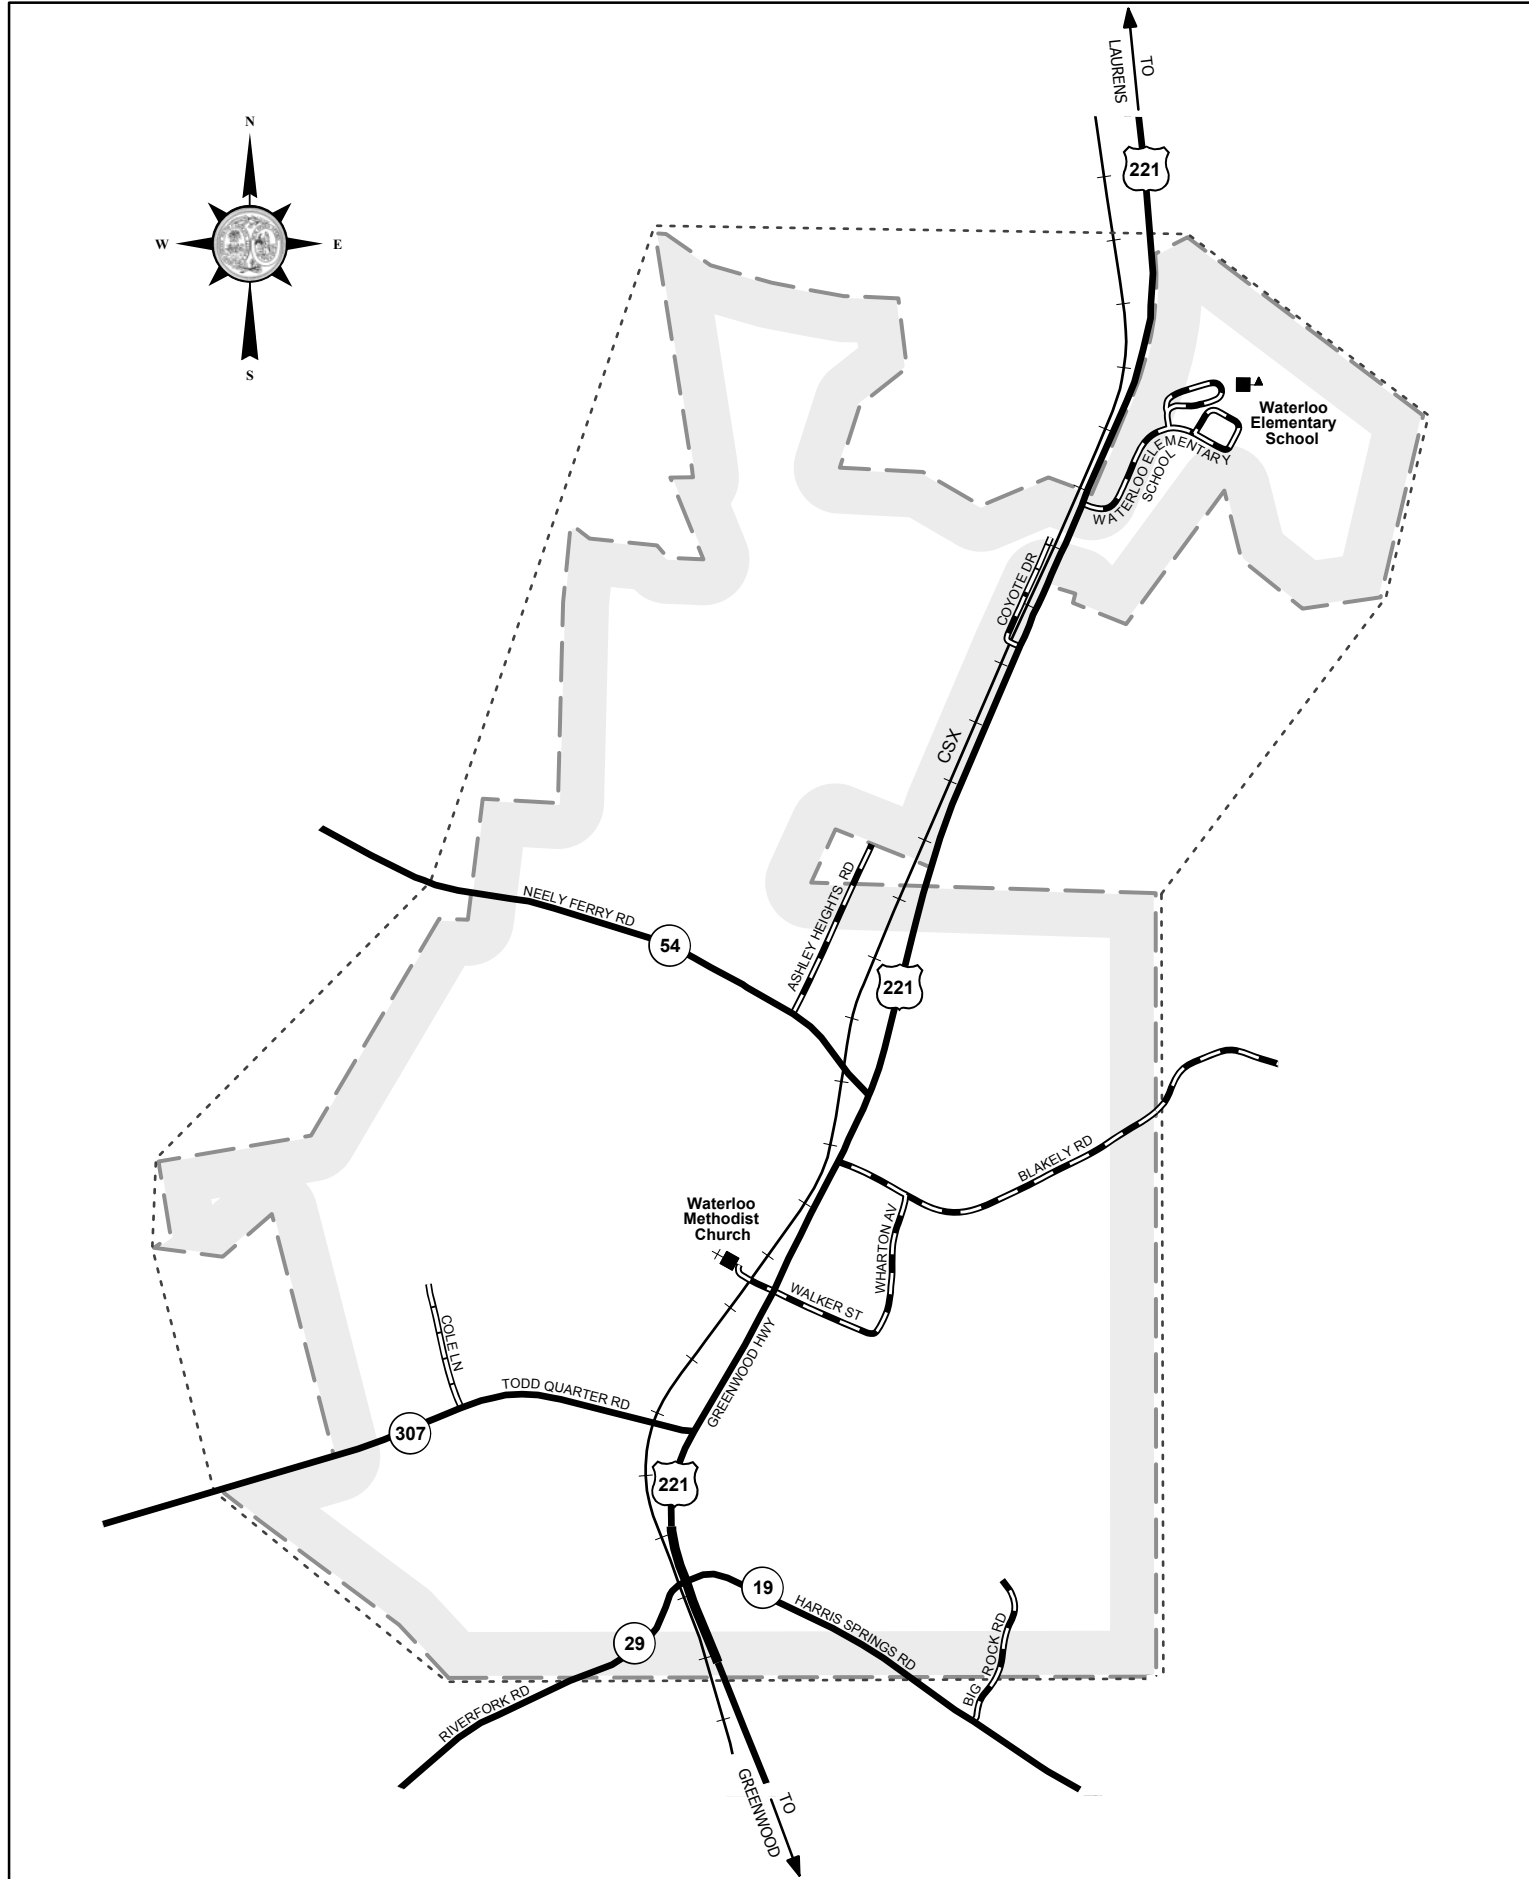 TO
LAURENS
221
N
W
E
S
Waterloo
Elementary
School
WATERLOO ELEMENTARY
SCHOOL
COYOTE DR
CSX
NEELY FERRY RD
54
ASHLEY HEIGHTS RD
221
BLAKELY RD
Waterloo
Methodist
Church
WHARTON AV
WALKER ST
COLE LN
GREENWOOD HWY
TODD QUARTER RD
307
221
19
HARRIS SPRINGS RD
29
BIG ROCK RD
RIVERFORK RD
TO
GREENWOOD